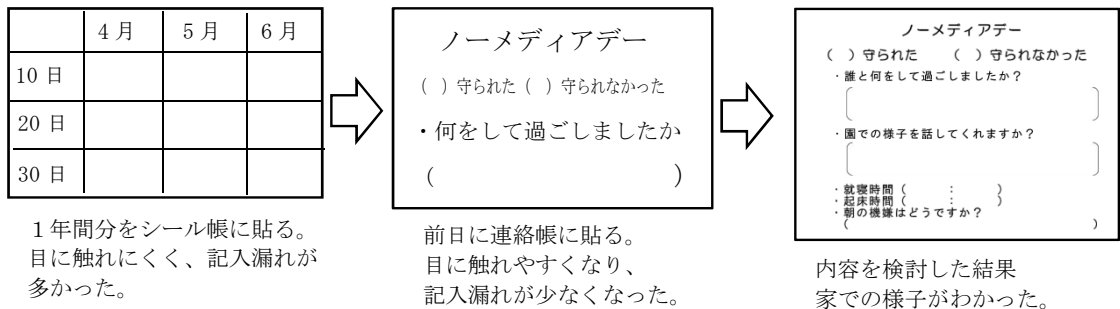 4月 5月 6月
10日
20日
30日
1年間分をシール帳に貼る。
目に触れにくく、記入漏れが
多かった。
ノーメディアデー
( )守られた ( )守られなかった
・何をして過ごしましたか
( )
前日に連絡帳に貼る。
目に触れやすくなり、
記入漏れが少なくなった。
ノーメディアデー
( )守られた ( )守られなかった
・誰と何をして過ごしましたか？
・園での様子を話してくれますか？
・就寝時間( : )
・起床時間( : )
・朝の機嫌はどうですか？
( )
内容を検討した結果
家での様子がわかった。